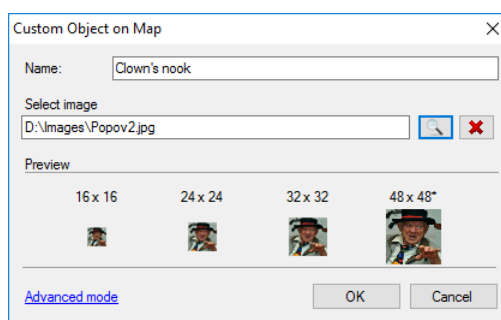 Custom Object on Map
Name: Clown's nook
Select image
D:\Images\Popov2.jpg
Preview
16 x 16 24 x 24 32 x 32 48 x 48*
Advanced mode OK Cancel